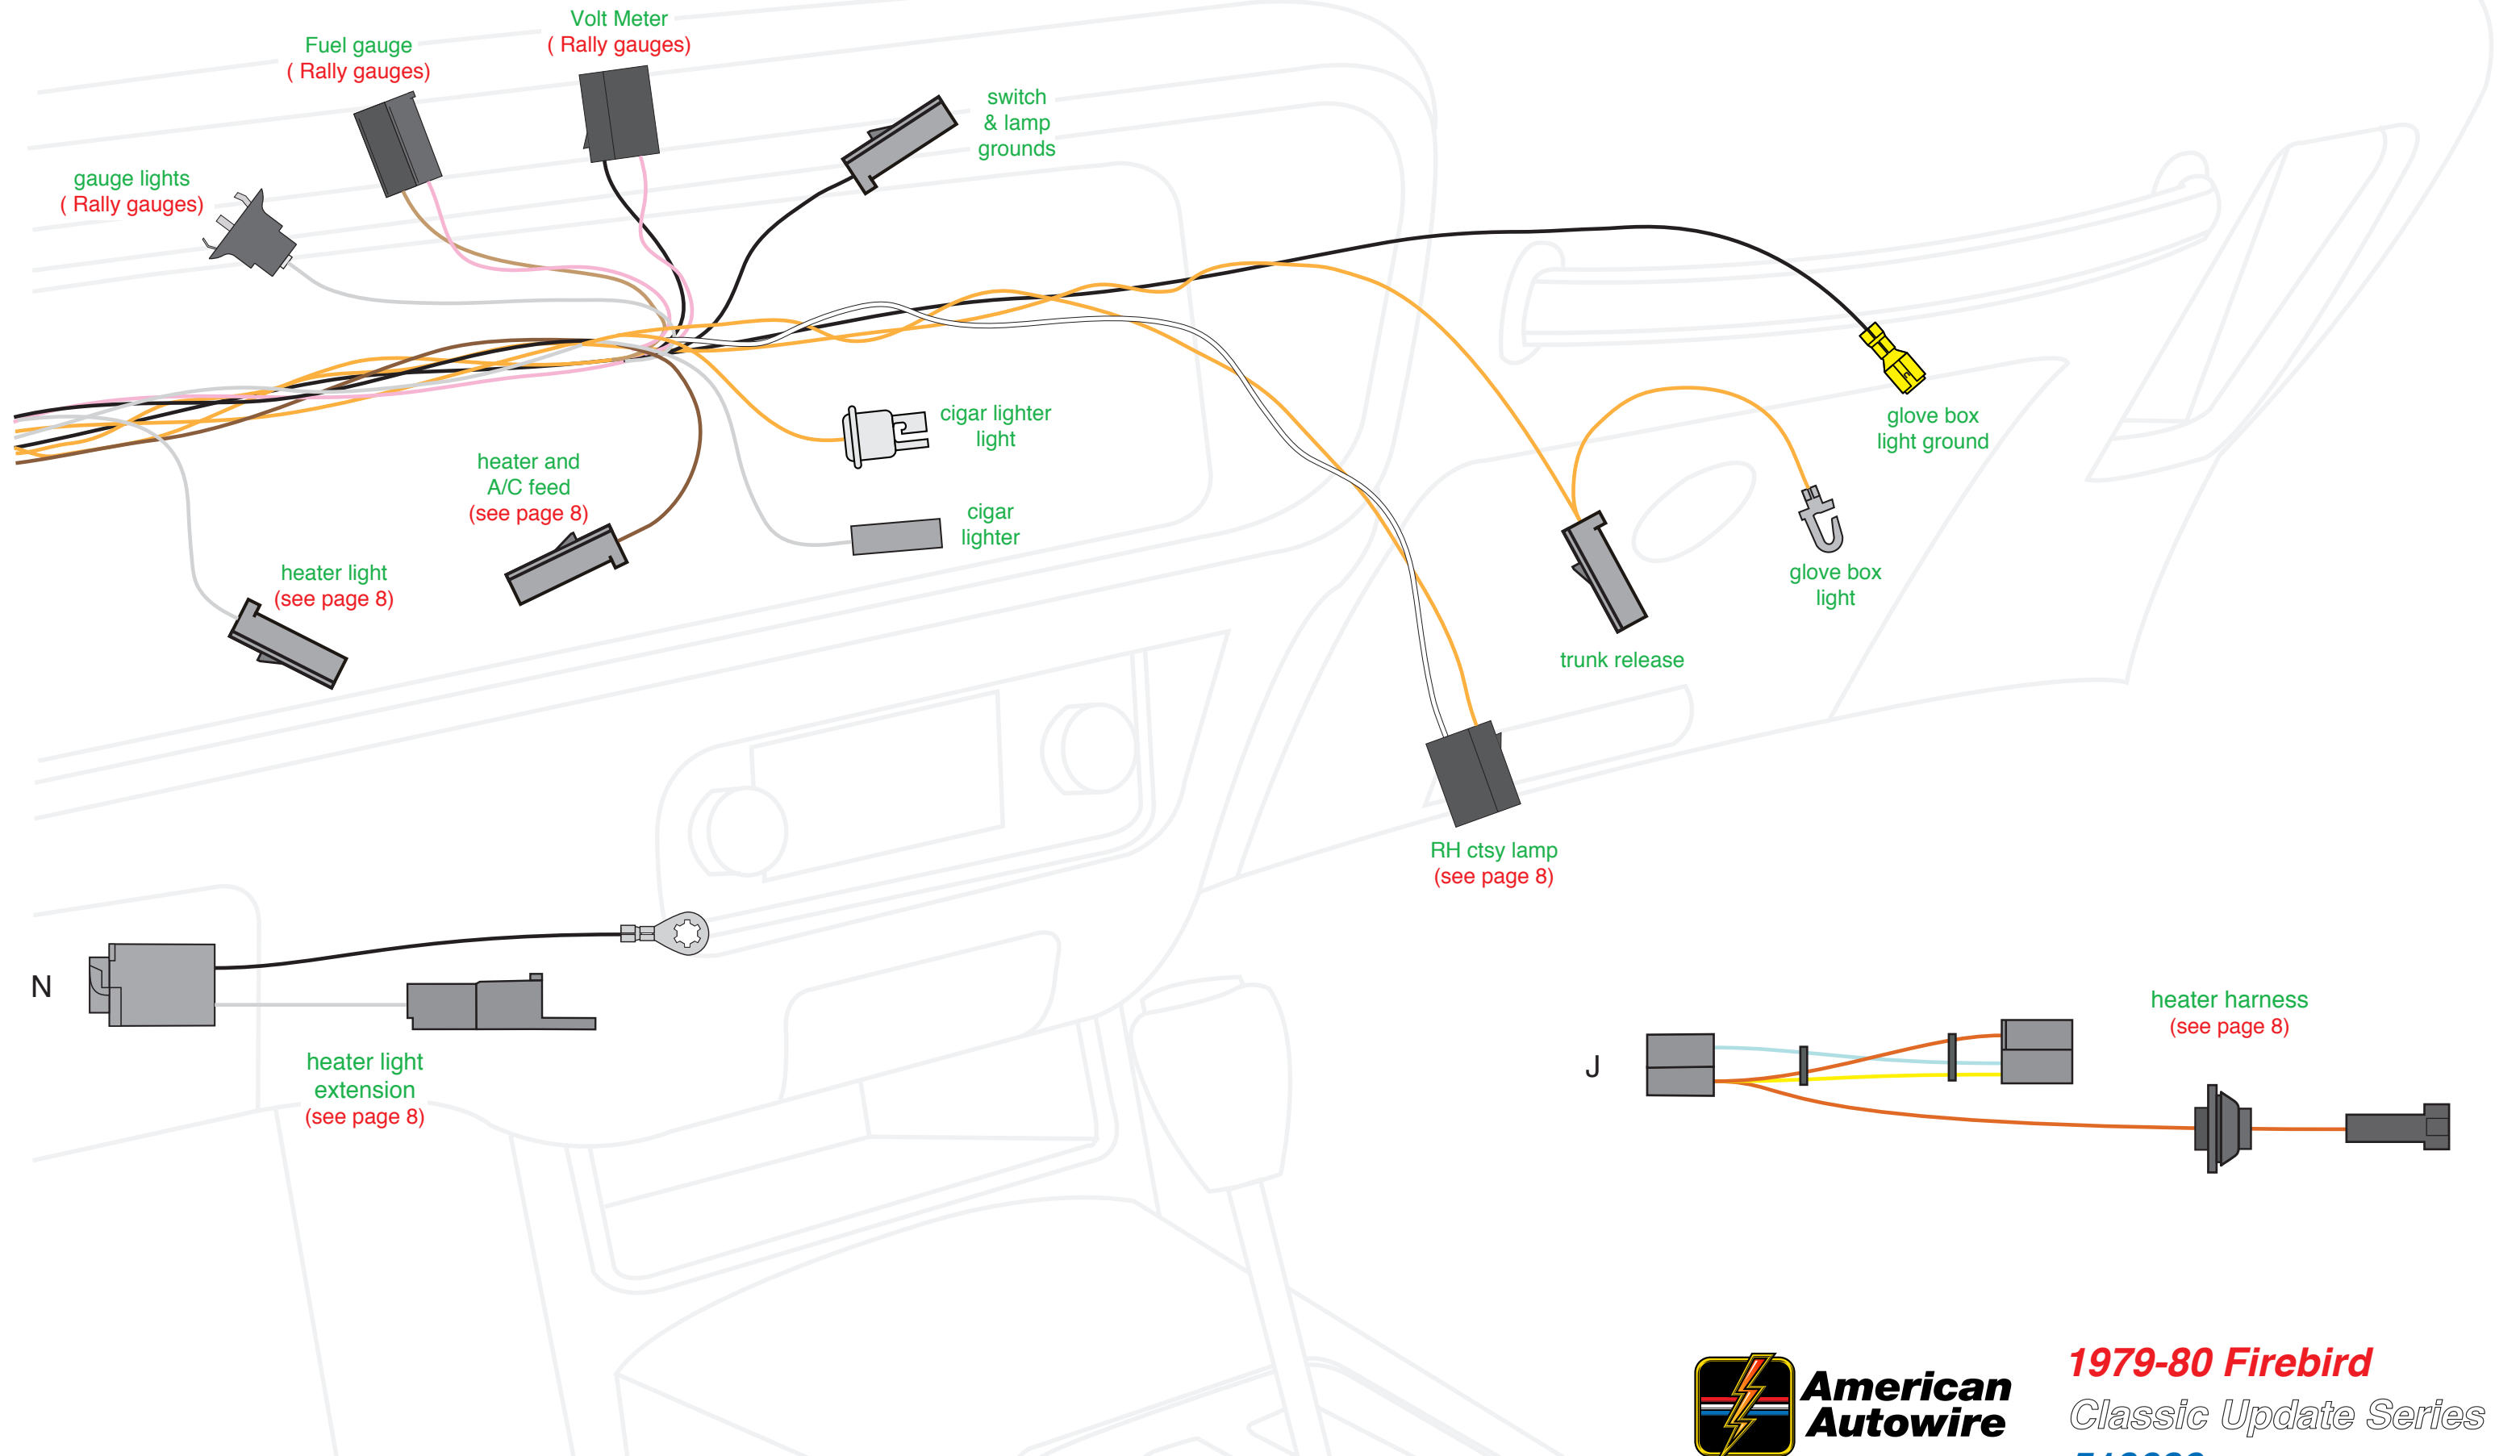 Volt Meter
( Rally gauges)
Fuel gauge
( Rally gauges)
switch
& lamp
grounds
gauge lights
( Rally gauges)
cigar lighter
light
glove box
light ground
heater and
A/C feed
(see page 8)
cigar
lighter
heater light
(see page 8)
glove box
light
trunk release
RH ctsy lamp
(see page 8)
N
heater light
extension
(see page 8)
heater harness
(see page 8)
J
American
Autowire
1979-80 Firebird
Classic Update Series